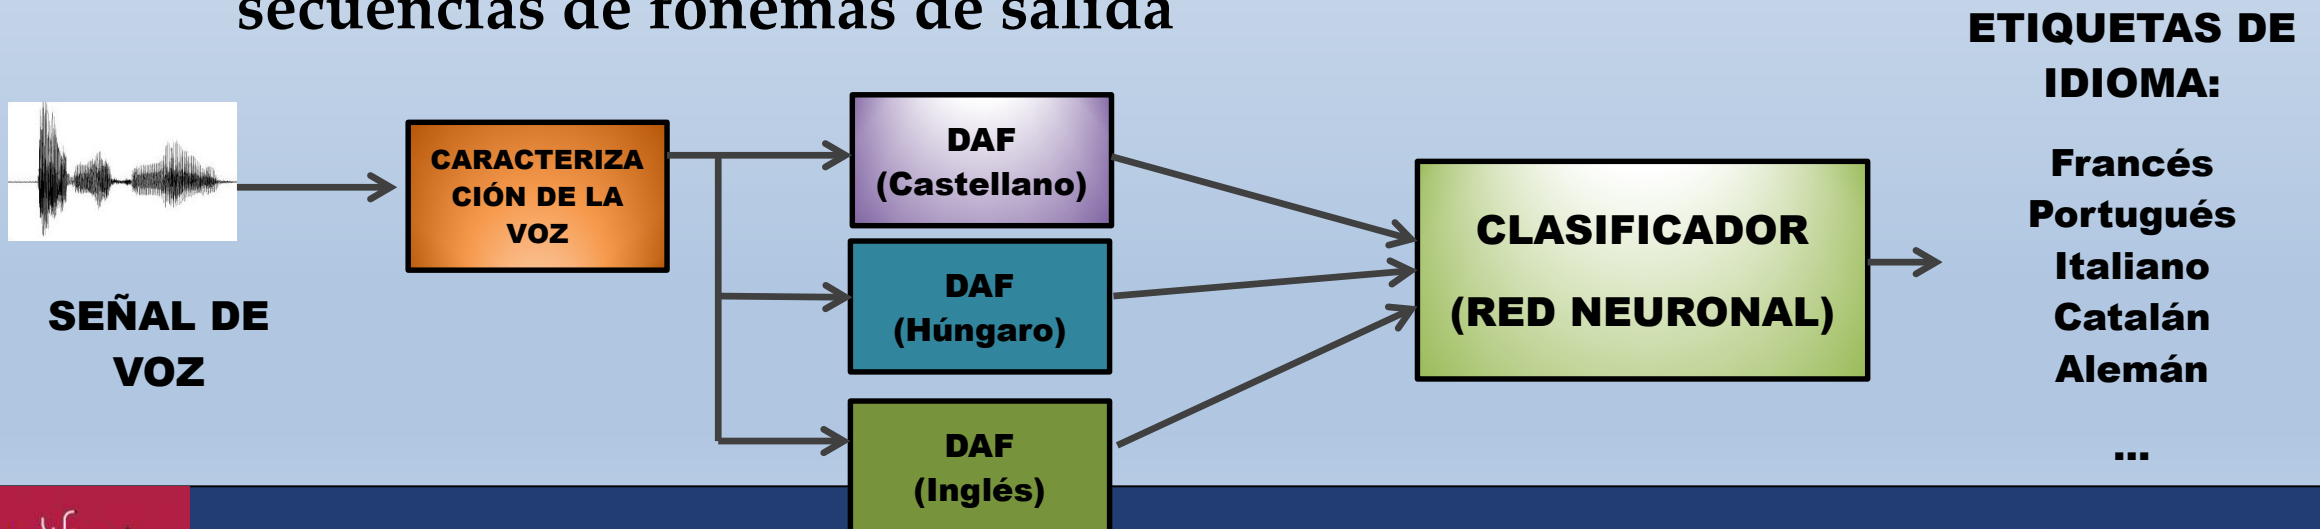 secuencias de fonemas de salida
SEÑAL DE
VOZ
CARACTERIZA
CIÓN DE LA
VOZ
DAF
(Castellano)
DAF
(Húngaro)
DAF
(Inglés)
CLASIFICADOR
(RED NEURONAL)
ETIQUETAS DE
IDIOMA:
Francés
Portugués
Italiano
Catalán
Alemán
...